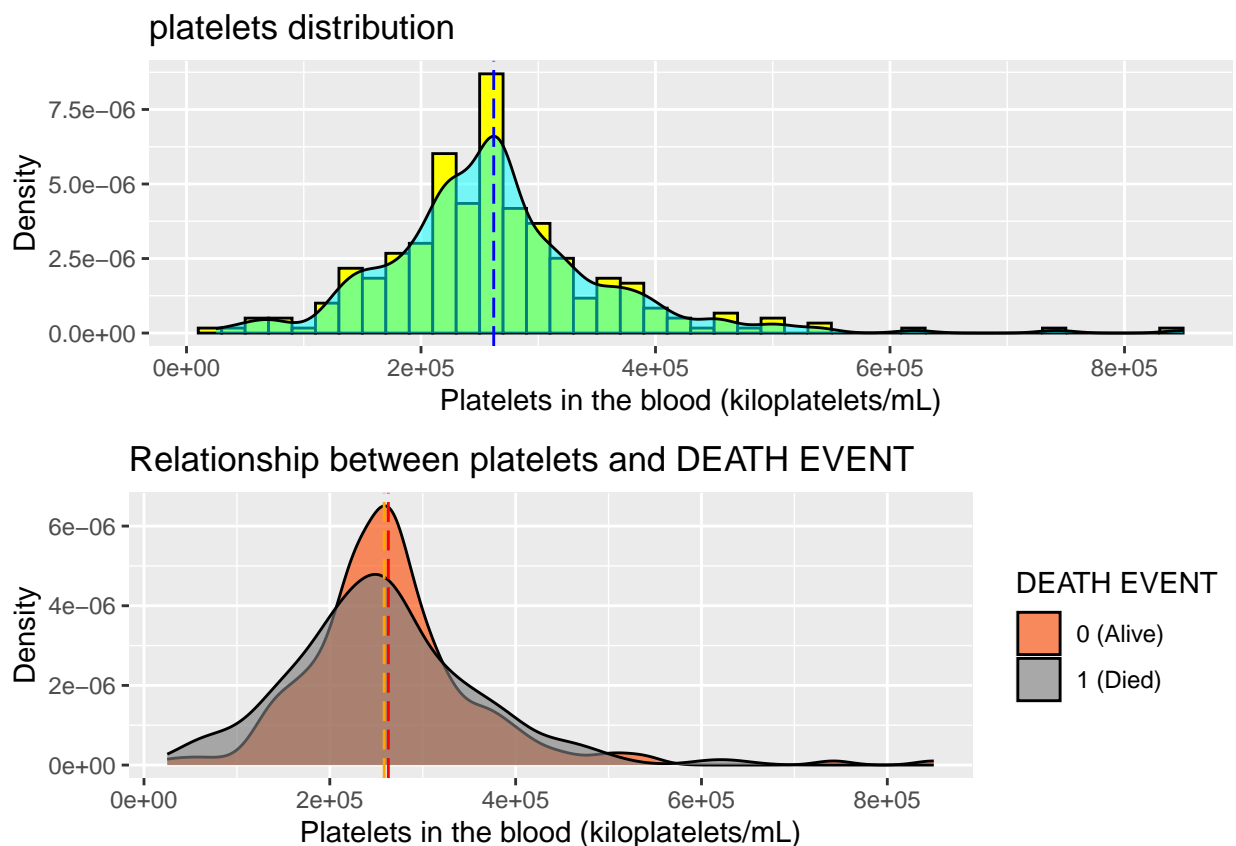 platelets distribution
7.5e−06
5.0e−06
2.5e−06
0.0e+00
Density
0e+00 2e+05 4e+05 6e+05 8e+05
Platelets in the blood (kiloplatelets/mL)
Relationship between platelets and DEATH EVENT
6e−06
4e−06
2e−06
0e+00
Density
0e+00 2e+05 4e+05 6e+05 8e+05
Platelets in the blood (kiloplatelets/mL)
DEATH EVENT
0 (Alive)
1 (Died)